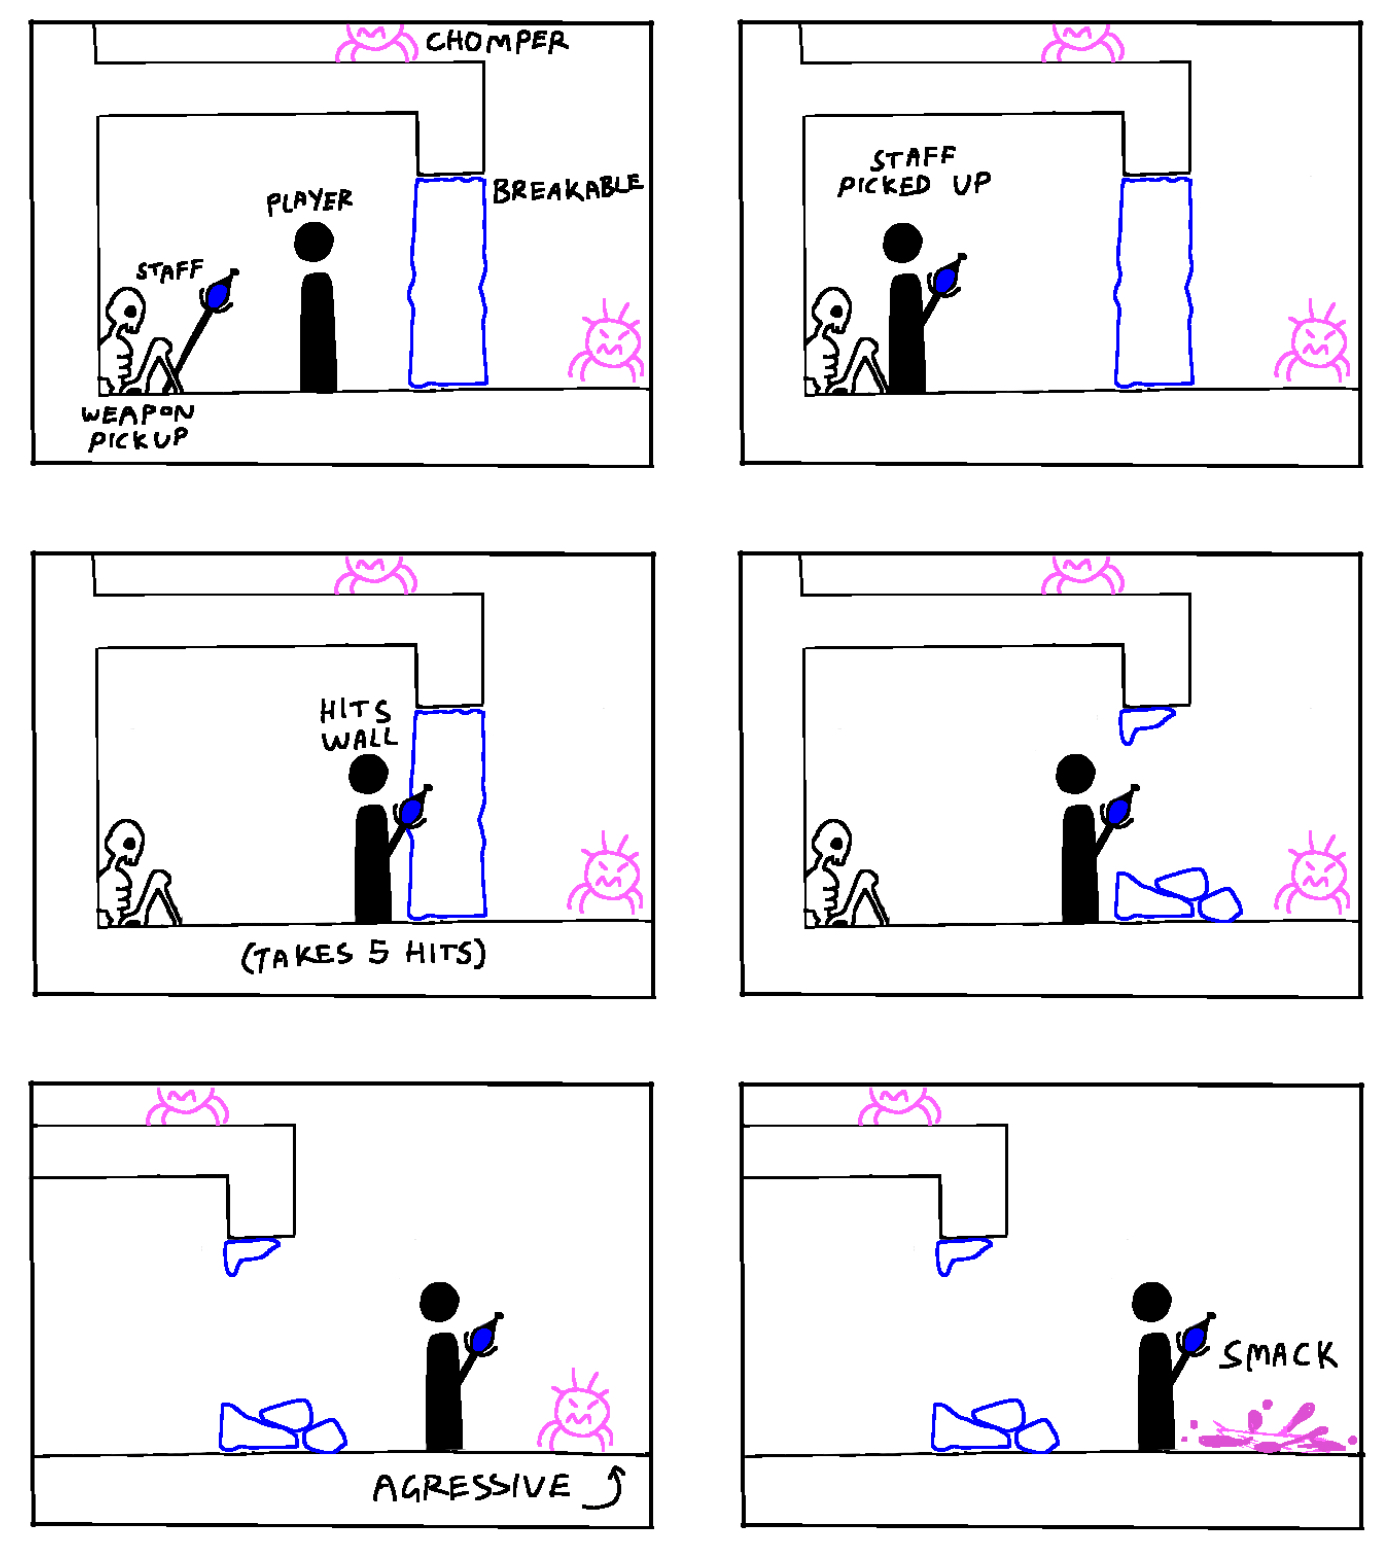 CHOMPER
PLAYER
BREAKABLE
STAFF
WEAPON
PICKUP
STAFF
PICKED UP
HITS
WALL
(TAKES 5 HITS)
AGRESSIVE
SMACK